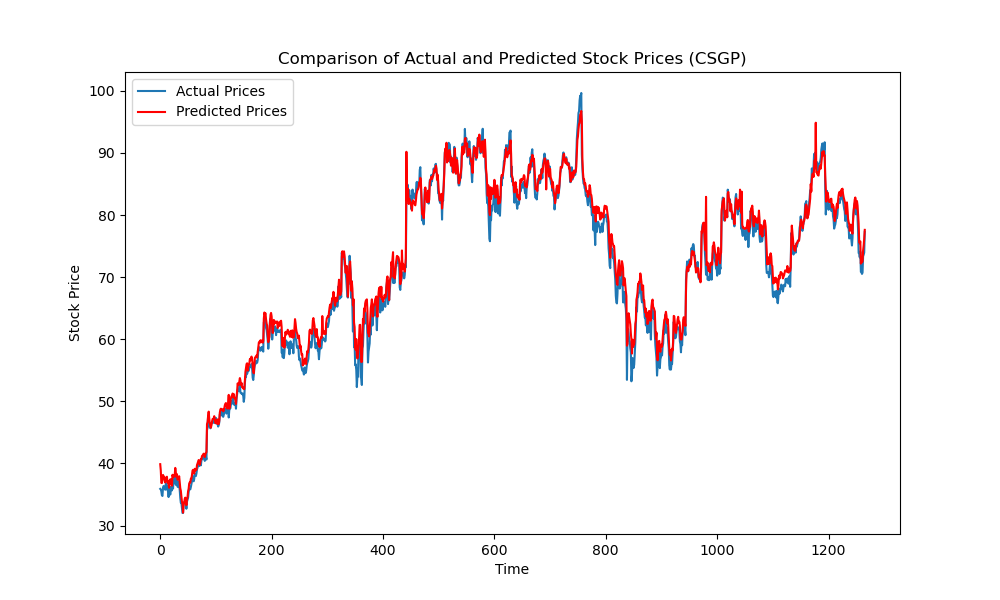 Comparison of Actual and Predicted Stock Prices (CSGP)
Actual Prices
Predicted Prices
100
90
80
70
60
50
40
30
Stock Price
0 200 400 600 800 1000 1200
Time